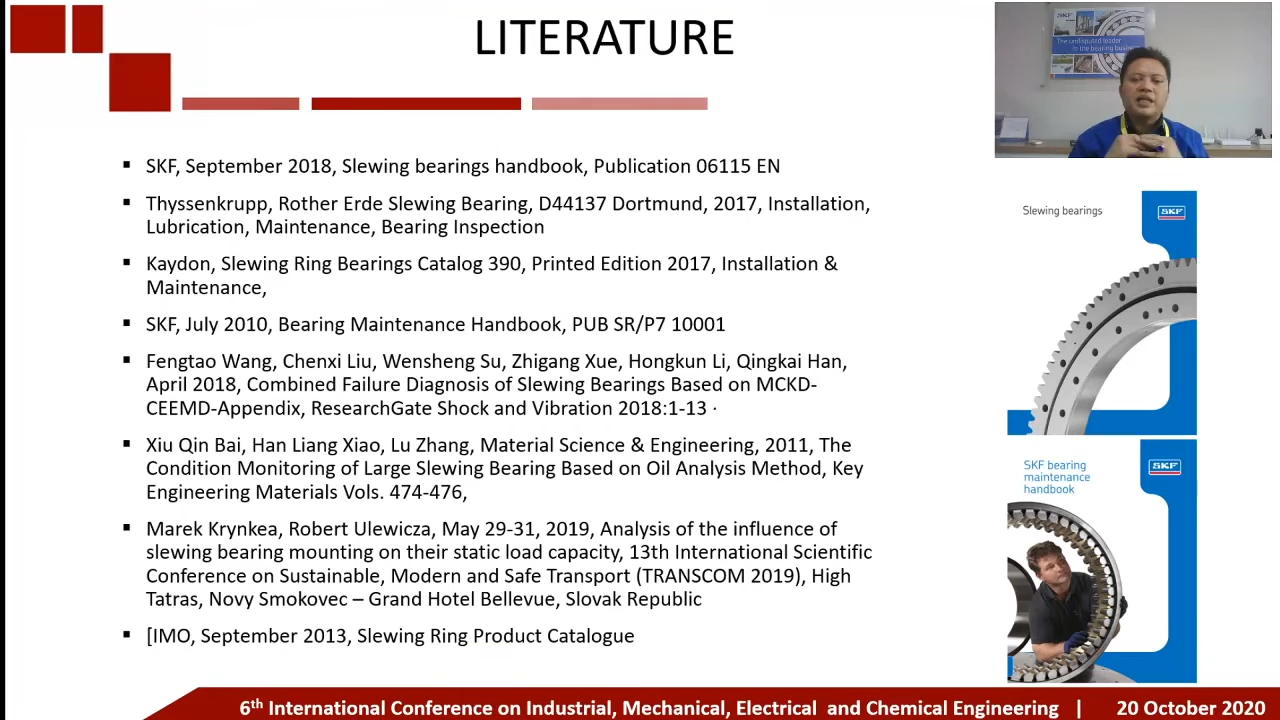 LITERATURE
▪ SKF, September 2018, Slewing bearings handbook, Publication 06115 EN
▪ Thyssenkrupp, Rother Erde Slewing Bearing, D44137 Dortmund, 2017, Installation,
Lubrication, Maintenance, Bearing Inspection
▪ Kaydon, Slewing Ring Bearings Catalog 390, Printed Edition 2017, Installation &
Maintenance,
▪ SKF, July 2010, Bearing Maintenance Handbook, PUB SR/P7 10001
▪ Fengtao Wang, Chenxi Liu, Wensheng Su, Zhigang Xue, Hongkun Li, Qingkai Han,
April 2018, Combined Failure Diagnosis of Slewing Bearings Based on MCKD-
CEEMD-Appendix, ResearchGate Shock and Vibration 2018:1-13 ·
▪ Xiu Qin Bai, Han Liang Xiao, Lu Zhang, Material Science & Engineering, 2011, The
Condition Monitoring of Large Slewing Bearing Based on Oil Analysis Method, Key
Engineering Materials Vols. 474-476,
▪ Marek Krynkea, Robert Ulewicza, May 29-31, 2019, Analysis of the influence of
slewing bearing mounting on their static load capacity, 13th International Scientific
Conference on Sustainable, Modern and Safe Transport (TRANSCOM 2019), High
Tatras, Novy Smokovec – Grand Hotel Bellevue, Slovak Republic
▪ [IMO, September 2013, Slewing Ring Product Catalogue
SKF
The undisputed leader
in the bearing
Slewing bearings
SKF
SKF bearing
maintenance
handbook
SKF
6th International Conference on Industrial, Mechanical, Electrical and Chemical Engineering | 20 October 2020